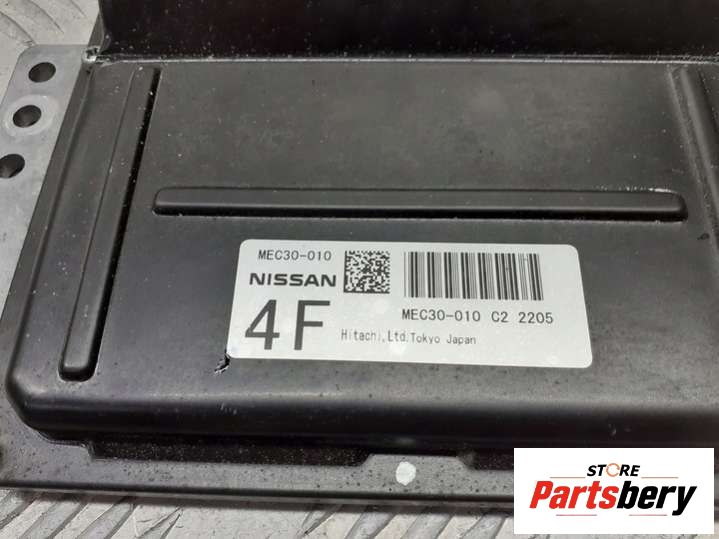 MEC30-010
NISSAN
4F
MEC30-010 C2 2205
Hitachi,Ltd.Tokyo Japan
STORE
Partsbery